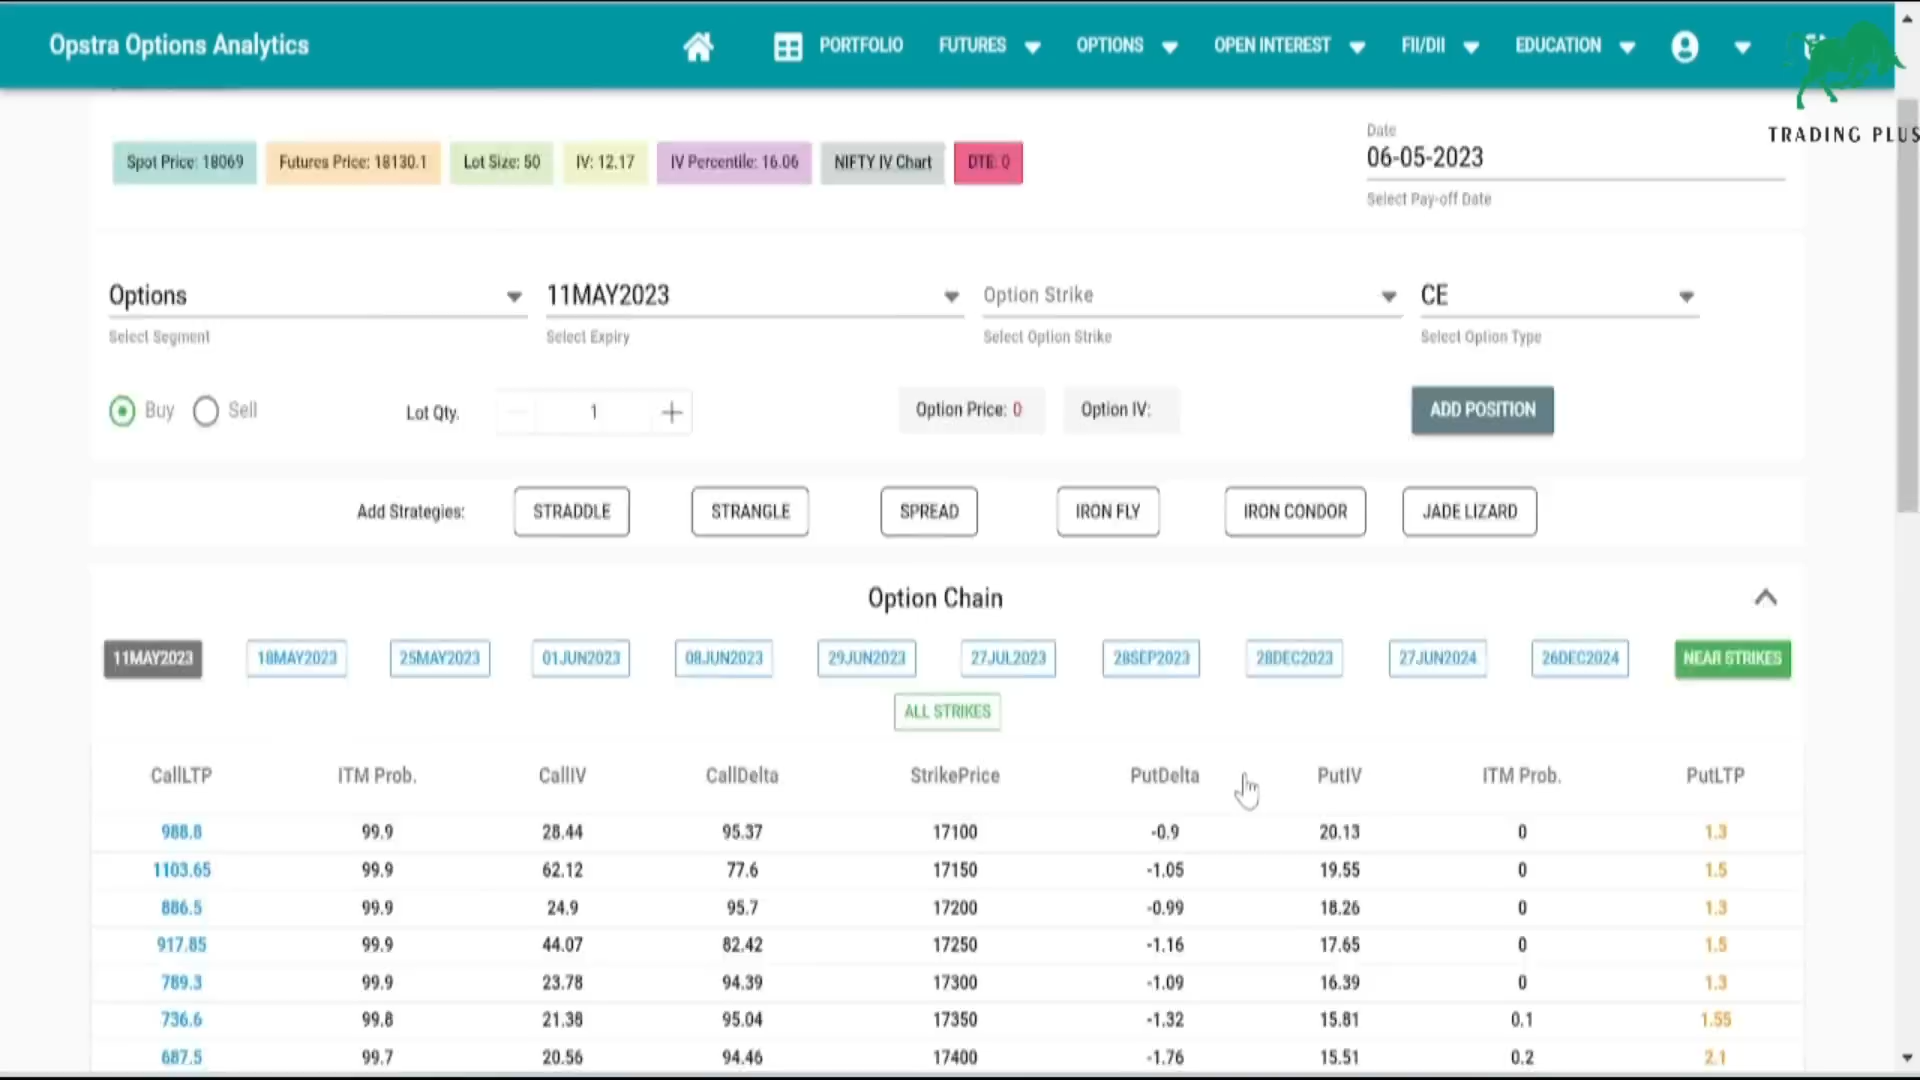 Opstra Options Analytics PORTFOLIO FUTURES OPTIONS OPEN INTEREST FII/DII EDUCATION
TRADING PLUS
Spot Price: 18069 Futures Price: 18130.1 Lot Size: 50 IV: 12.17 IV Percentile: 16.06 NIFTY IV Chart DTE: 0
Date
06-05-2023
Select Pay-off Date
Options 11MAY2023 Option Strike CE
Select Segment Select Expiry Select Option Strike Select Option Type
Buy Sell Lot Qty. 1 Option Price: 0 Option IV: ADD POSITION
Add Strategies: STRADDLE STRANGLE SPREAD IRON FLY IRON CONDOR JADE LIZARD
Option Chain
11MAY2023 18MAY2023 25MAY2023 01JUN2023 08JUN2023 29JUN2023 27JUL2023 28SEP2023 28DEC2023 27JUN2024 26DEC2024 NEAR STRIKES
ALL STRIKES
CallLTP ITM Prob. CallIV CallDelta StrikePrice PutDelta PutIV ITM Prob. PutLTP
988.8 99.9 28.44 95.37 17100 -0.9 20.13 0 1.3
1103.65 99.9 62.12 77.6 17150 -1.05 19.55 0 1.5
886.5 99.9 24.9 95.7 17200 -0.99 18.26 0 1.3
917.85 99.9 44.07 82.42 17250 -1.16 17.65 0 1.5
789.3 99.9 23.78 94.39 17300 -1.09 16.39 0 1.3
736.6 99.8 21.38 95.04 17350 -1.32 15.81 0.1 1.55
687.5 99.7 20.56 94.46 17400 -1.76 15.51 0.2 2.1